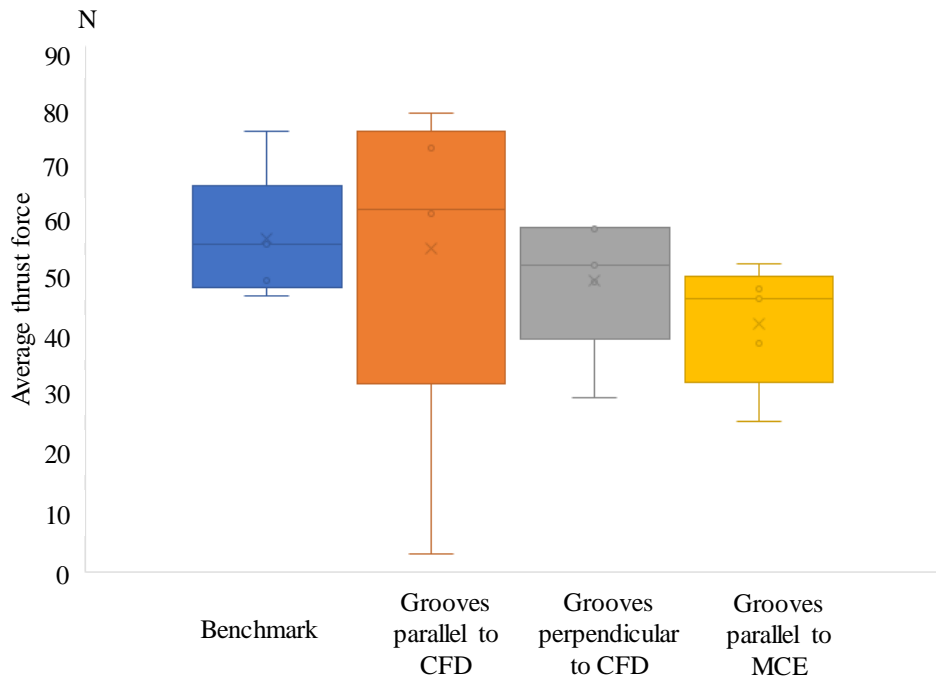 N
90
80
70
60
50
40
30
20
10
0
Average thrust force
Benchmark
Grooves
parallel to
CFD
Grooves
perpendicular
to CFD
Grooves
parallel to
MCE